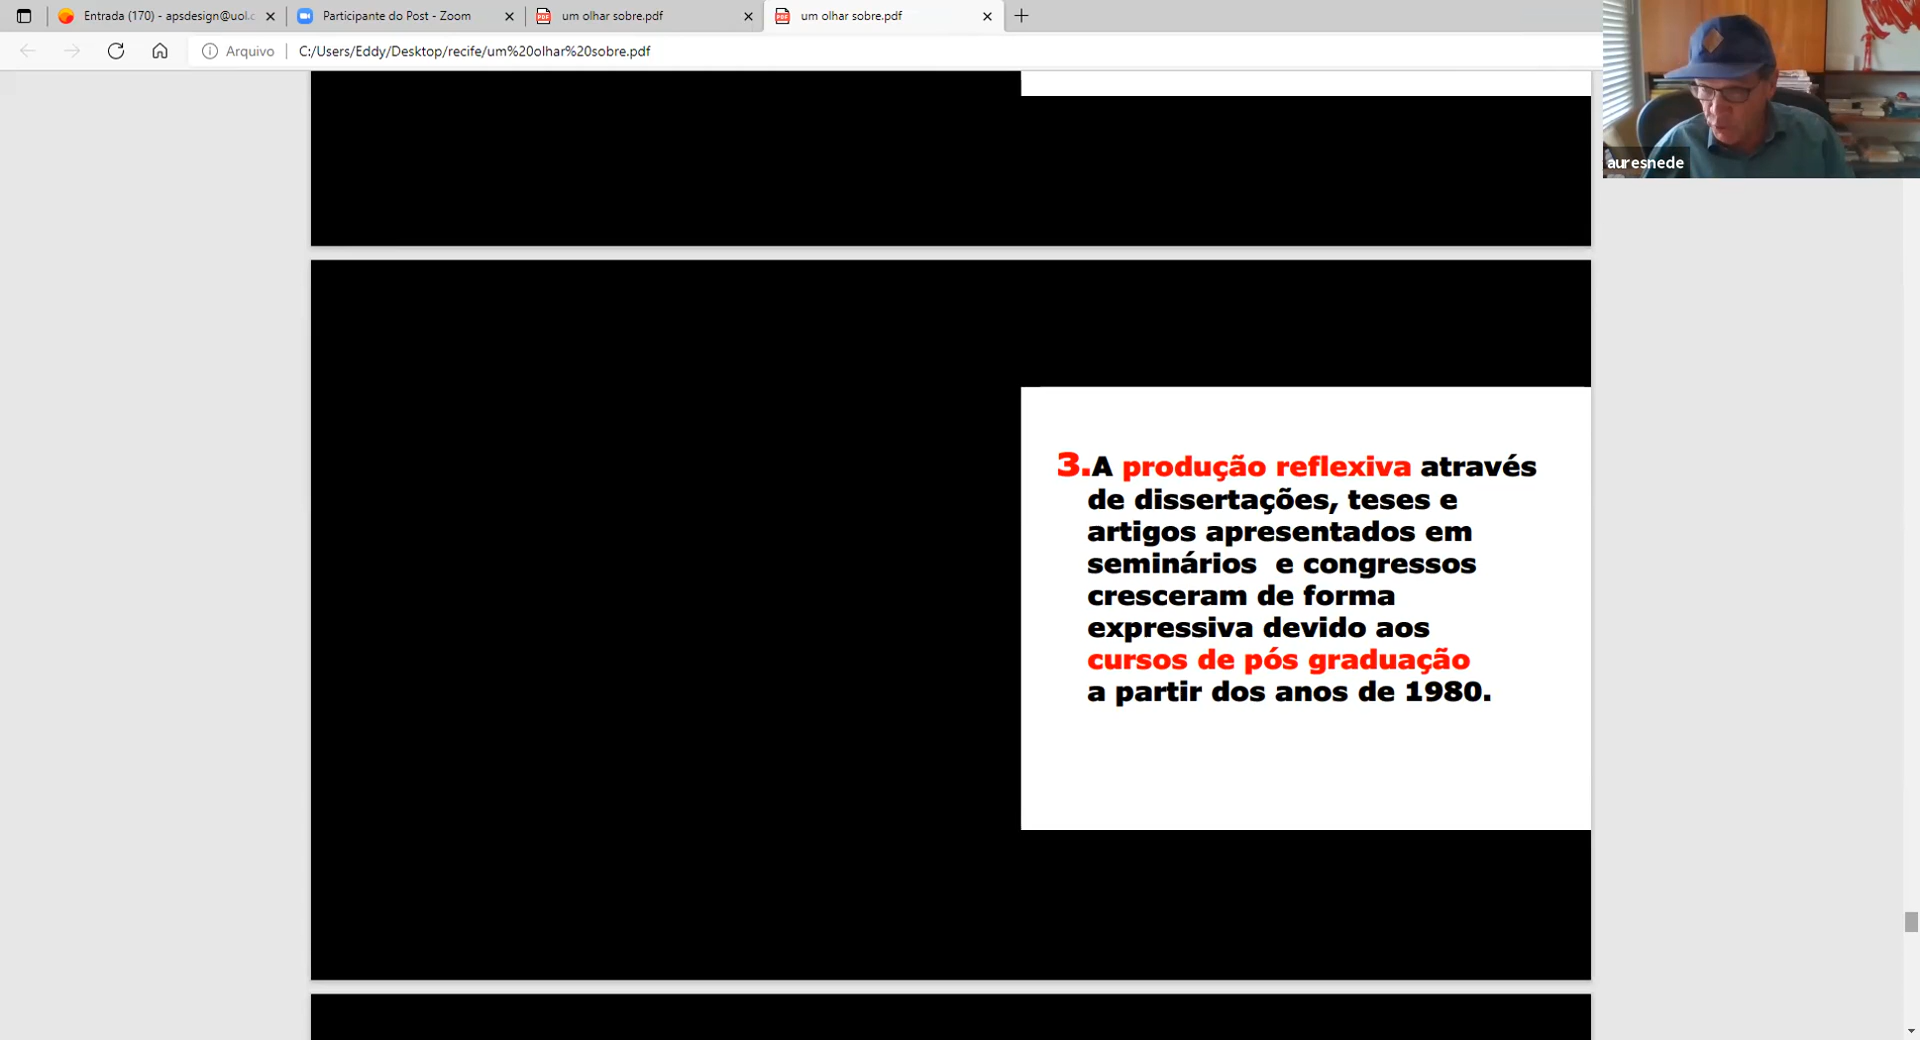 Entrada (170) - apsdesign@uol.c
Participante do Post - Zoom
um olhar sobre.pdf
um olhar sobre.pdf
Arquivo
C:/Users/Eddy/Desktop/recife/um%20olhar%20sobre.pdf
auresnede
3.A produção reflexiva através
de dissertações, teses e
artigos apresentados em
seminários e congressos
cresceram de forma
expressiva devido aos
cursos de pós graduação
a partir dos anos de 1980.